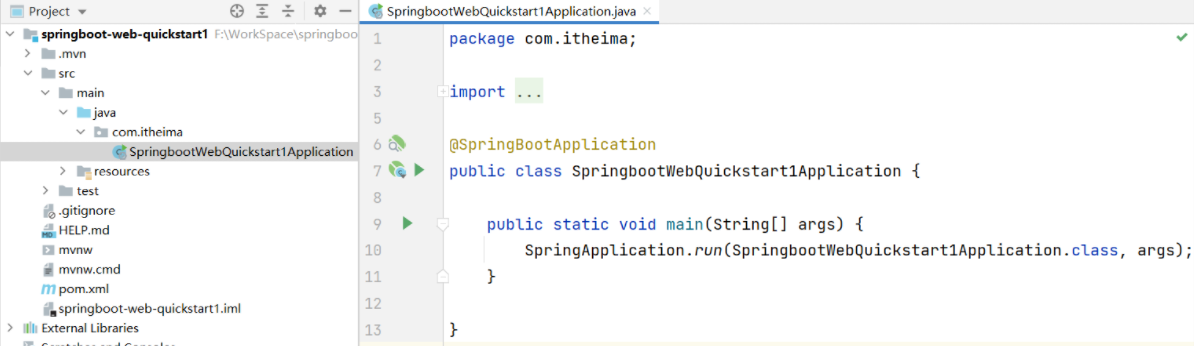 Project
springboot-web-quickstart1 F:\WorkSpace\springboo
.mvn
src
main
java
com.itheima
SpringbootWebQuickstart1Application
resources
test
.gitignore
HELP.md
mvnw
mvnw.cmd
pom.xml
springboot-web-quickstart1.iml
External Libraries
SpringbootWebQuickstart1Application.java
1 package com.itheima;
2
3 import ...
5
6 @SpringBootApplication
7 public class SpringbootWebQuickstart1Application {
8
9 public static void main(String[] args) {
10 SpringApplication.run(SpringbootWebQuickstart1Application.class, args);
11 }
12
13 }